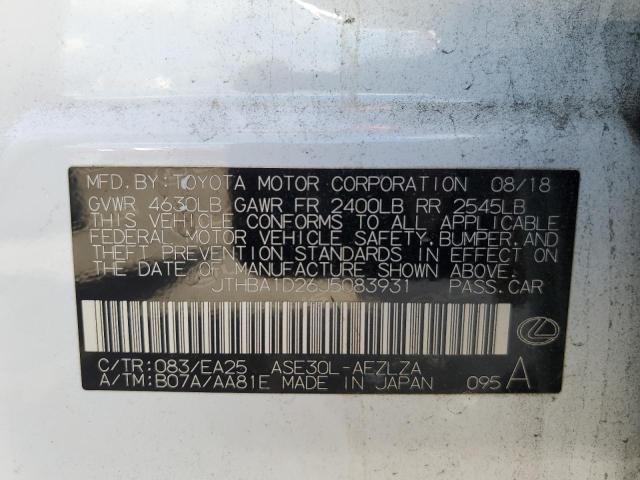 MFD. BY:TOYOTA MOTOR CORPORATION 08/18
GVWR 4630LB GAWR FR 2400LB RR 2545LB
THIS VEHICLE CONFORMS TO ALL APPLICABLE
FEDERAL MOTOR VEHICLE SAFETY,BUMPER,AND
THEFT PREVENTION STANDARDS IN EFFECT ON
THE DATE OF MANUFACTURE SHOWN ABOVE.
JTHBA1D26J5083931 PASS.CAR
C/TR:083/EA25 ASE30L-AEZLZA
A/TM:B07A/AA81E MADE IN JAPAN 095 A